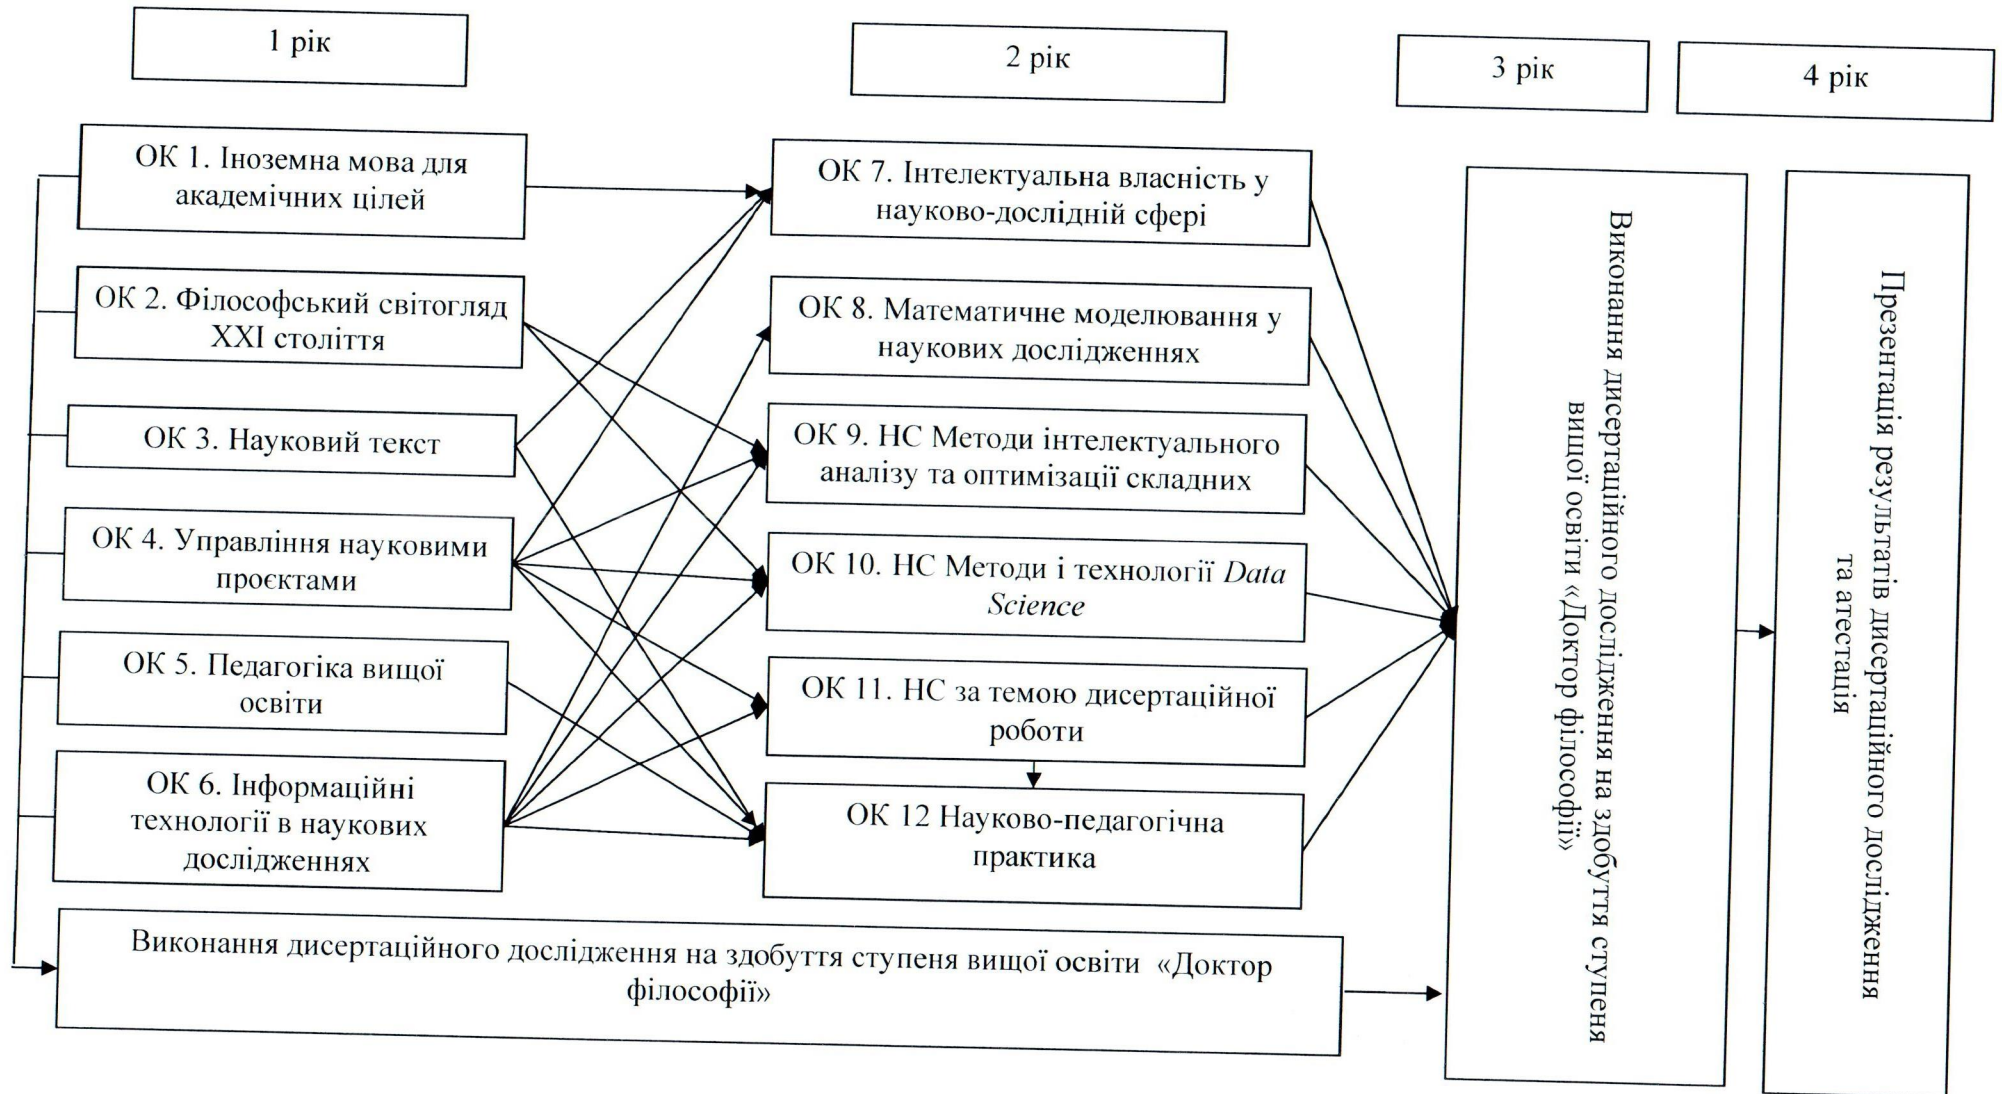 1 рік
2 рік
3 рік
4 рік
ОК 1. Іноземна мова для
академічних цілей
ОК 2. Філософський світогляд
ХХІ століття
ОК 3. Науковий текст
ОК 4. Управління науковими
проєктами
ОК 5. Педагогіка вищої
освіти
ОК 6. Інформаційні
технології в наукових
дослідженнях
ОК 7. Інтелектуальна власність у
науково-дослідній сфері
ОК 8. Математичне моделювання у
наукових дослідженнях
ОК 9. НС Методи інтелектуального
аналізу та оптимізації складних
ОК 10. НС Методи і технології Data
Science
ОК 11. НС за темою дисертаційної
роботи
ОК 12 Науково-педагогічна
практика
Виконання дисертаційного дослідження на здобуття ступеня вищої освіти «Доктор
філософії»
Виконання дисертаційного дослідження на здобуття ступеня
вищої освіти «Доктор філософії»
Презентація результатів дисертаційного дослідження
та атестація